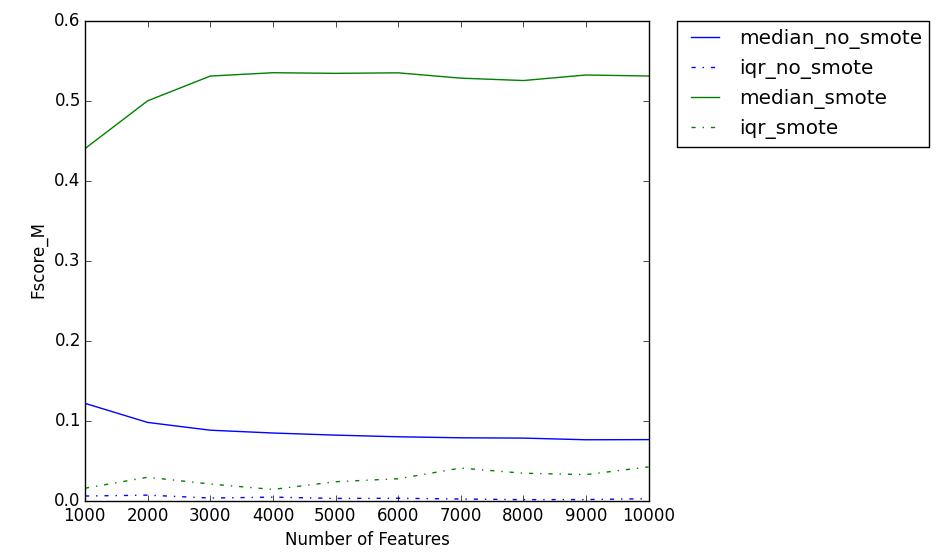 0.6
0.5
0.4
0.3
0.2
0.1
0.0
Fscore_M
1000 2000 3000 4000 5000 6000 7000 8000 9000 10000
Number of Features
median_no_smote
iqr_no_smote
median_smote
iqr_smote